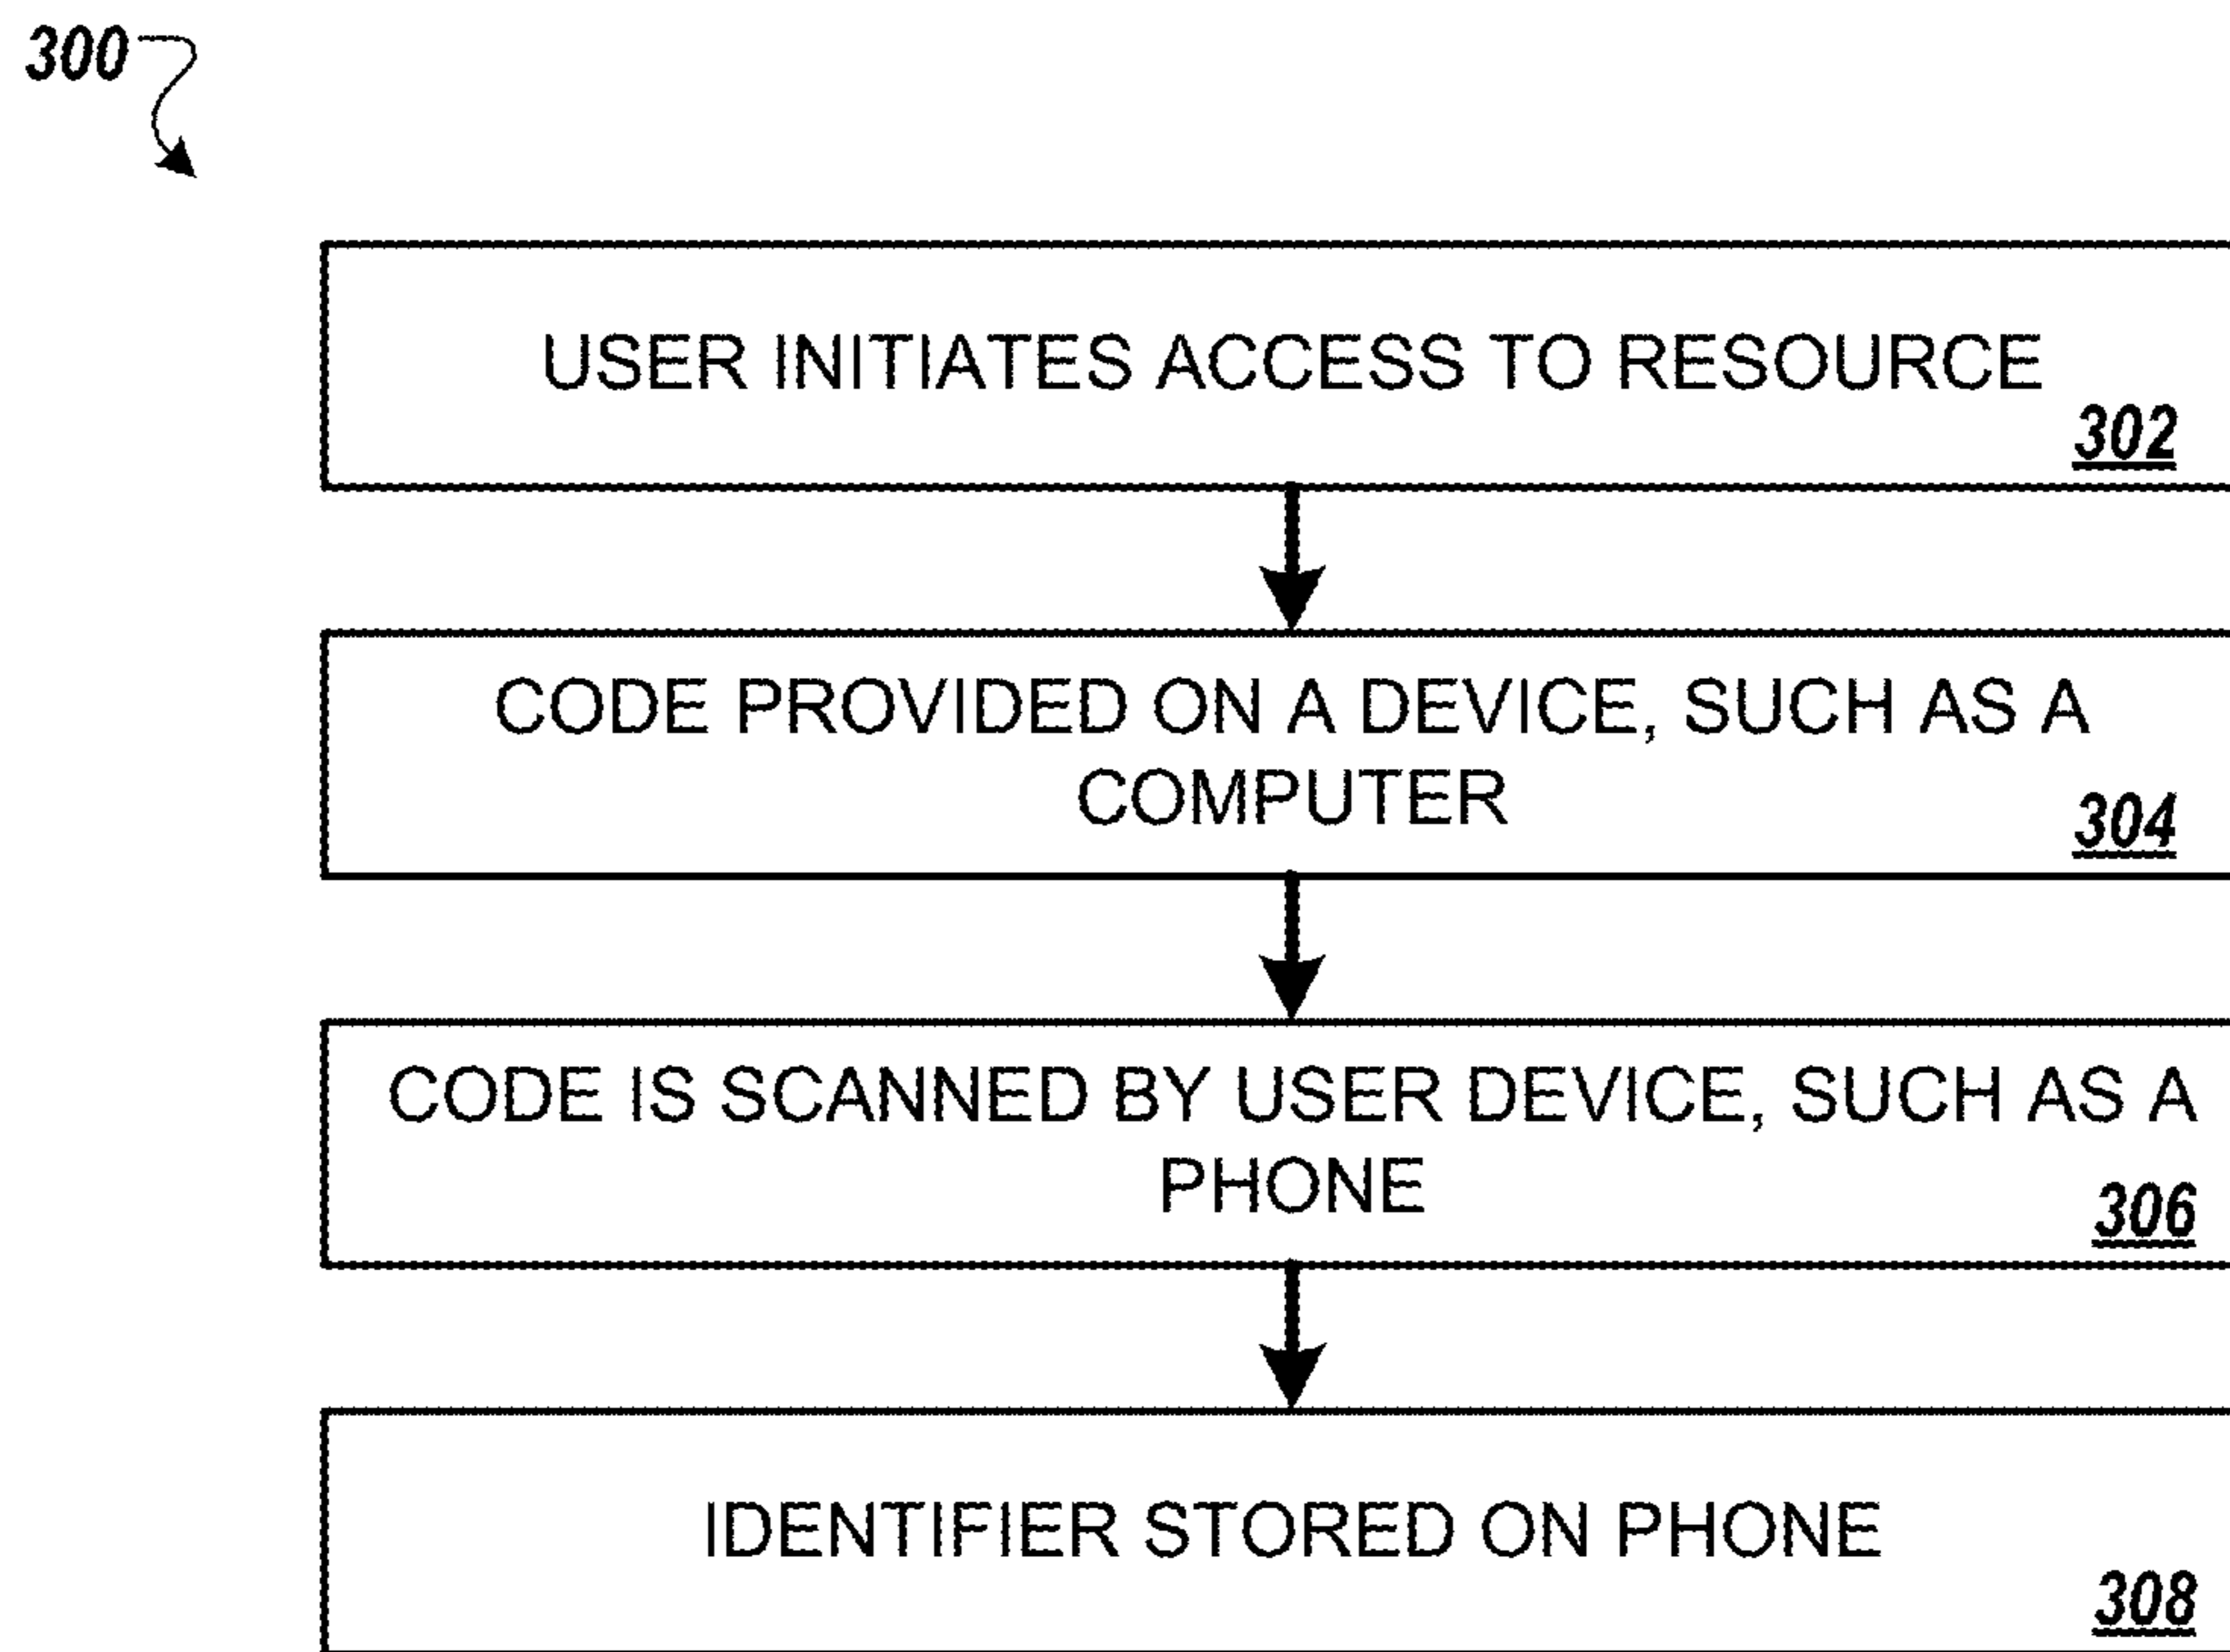 300
USER INITIATES ACCESS TO RESOURCE
302
CODE PROVIDED ON A DEVICE, SUCH AS A
COMPUTER
304
CODE IS SCANNED BY USER DEVICE, SUCH AS A
PHONE
306
IDENTIFIER STORED ON PHONE
308